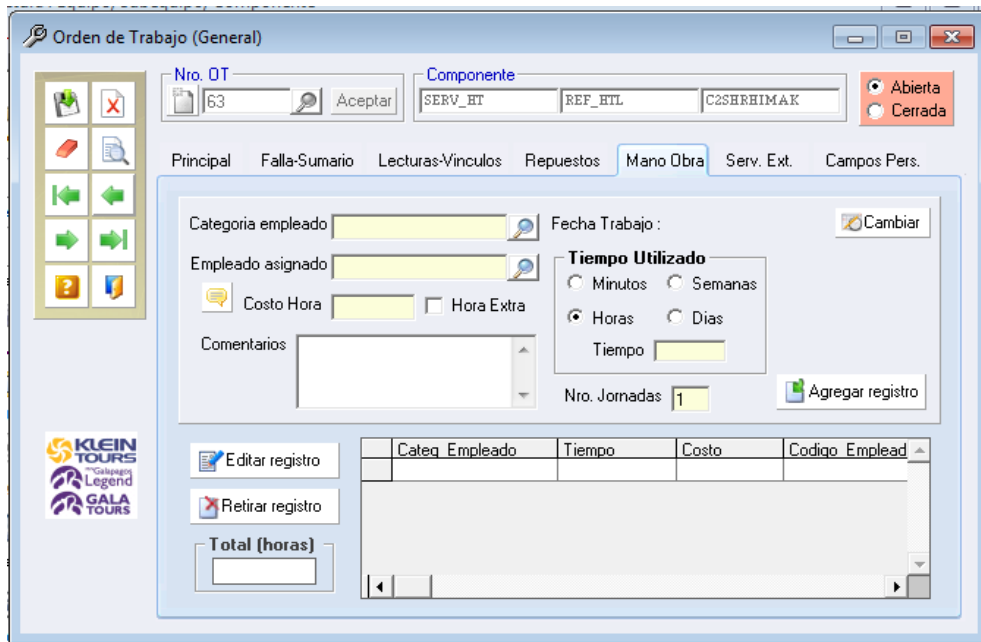 Orden de Trabajo (General)
Nro. OT
63
Aceptar
Componente
SERV_HT
REF_HTL
C2SHRHIMAK
Abierta
Cerrada
Principal
Falla-Sumario
Lecturas-Vinculos
Repuestos
Mano Obra
Serv. Ext.
Campos Pers.
Categoria empleado
Fecha Trabajo :
Cambiar
Empleado asignado
Tiempo Utilizado
Minutos
Semanas
Costo Hora
Hora Extra
Horas
Dias
Comentarios
Tiempo
Nro. Jornadas
1
Agregar registro
KLEIN
TOURS
Galapagos
Legend
GALA
TOURS
Editar registro
Retirar registro
Total (horas)
Categ_Empleado
Tiempo
Costo
Codigo_Emplead